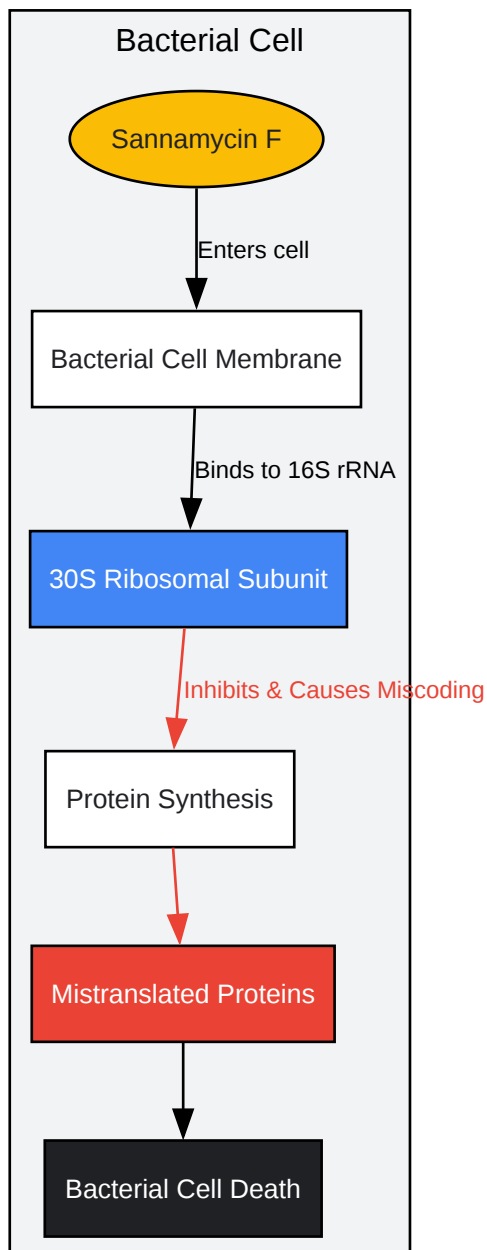 Bacterial Cell
Sannamycin F
Enters cell
Bacterial Cell Membrane
Binds to 16S rRNA
30S Ribosomal Subunit
Inhibits & Causes Miscoding
Protein Synthesis
Mistranslated Proteins
Bacterial Cell Death